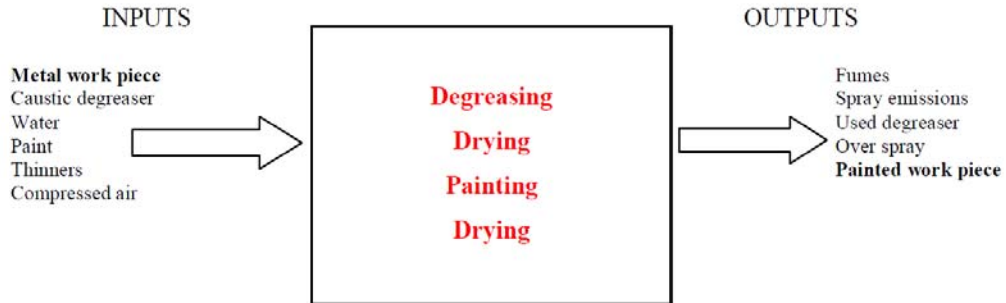 INPUTS
Metal work piece
Caustic degreaser
Water
Paint
Thinners
Compressed air
Degreasing
Drying
Painting
Drying
OUTPUTS
Fumes
Spray emissions
Used degreaser
Over spray
Painted work piece